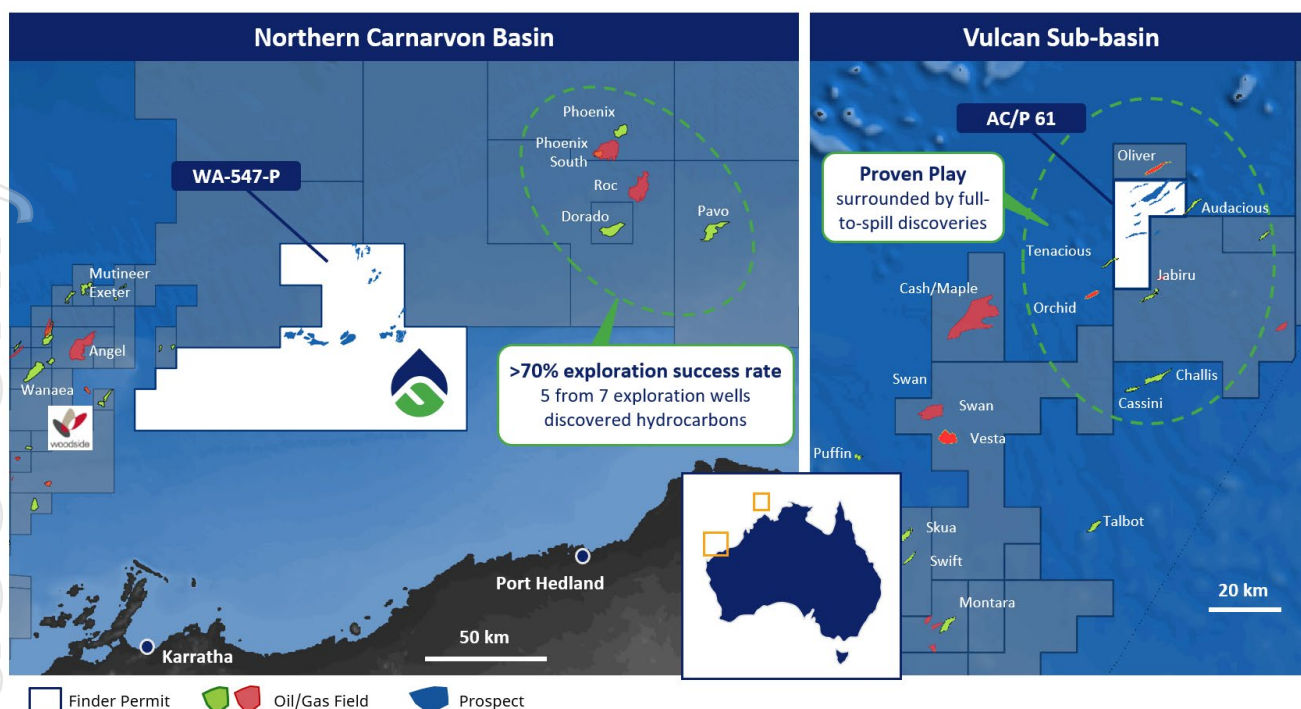 Northern Carnarvon Basin
WA-547-P
Phoenix
Phoenix
South
Roc
Dorado
Pavo
Mutineer
Exeter
Angel
Wanaea
woodside
>70% exploration success rate
5 from 7 exploration wells
discovered hydrocarbons
Port Hedland
Karratha
50 km
Vulcan Sub-basin
AC/P 61
Proven Play
surrounded by full-
to-spill discoveries
Oliver
Audacious
Tenacious
Jabiru
Cash/Maple
Orchid
Swan
Challis
Cassini
Swan
Vesta
Puffin
Skua
Talbot
Swift
Montara
20 km
Finder Permit
Oil/Gas Field
Prospect